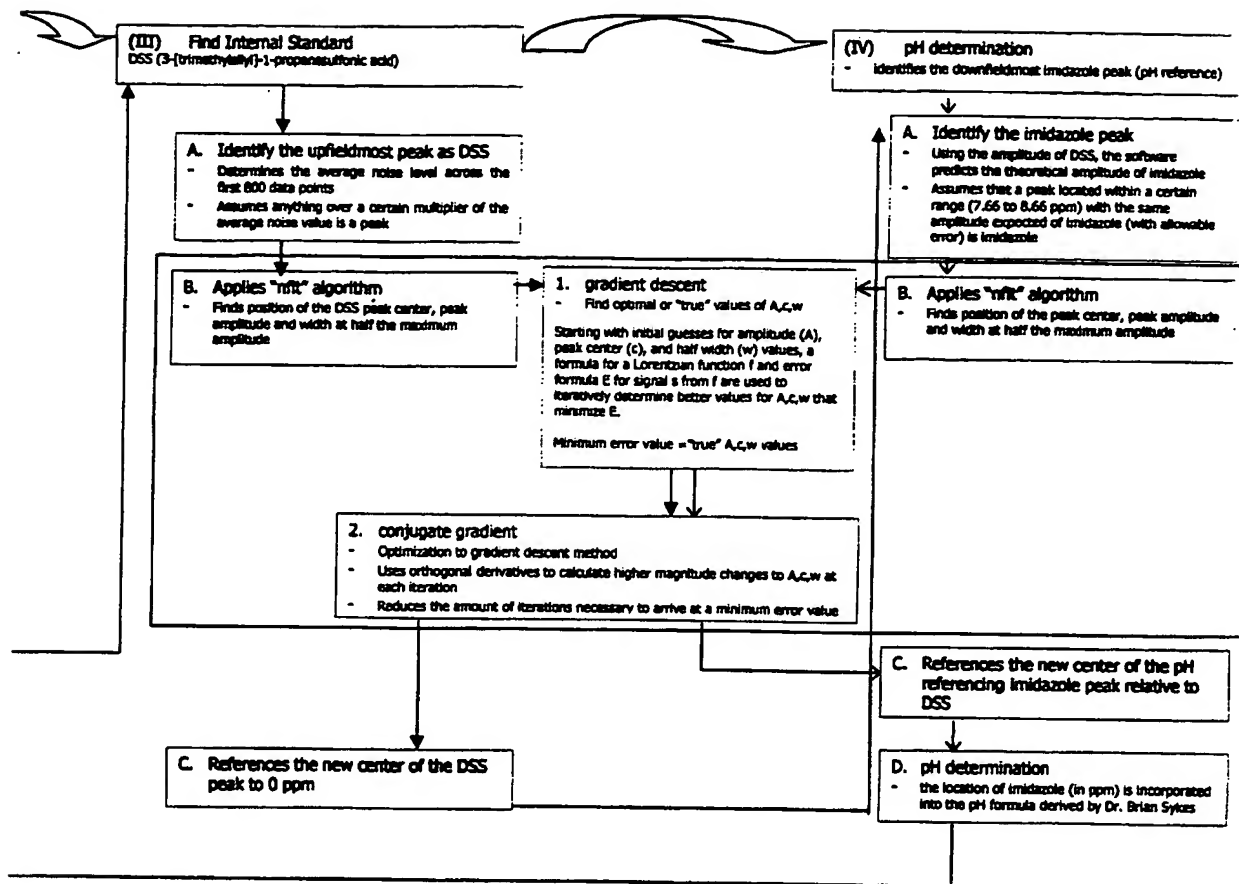 (III) Find Internal Standard
DSS (3-[trimethylsilyl]-1-propanesulfonic acid)
A. Identify the upfieldmost peak as DSS
- Determines the average noise level across the
first 800 data points
- Assumes anything over a certain multiplier of the
average noise value is a peak
B. Applies "nfit" algorithm
- Finds position of the DSS peak center, peak
amplitude and width at half the maximum
amplitude
1. gradient descent
- Find optimal or "true" values of A,c,w
Starting with initial guesses for amplitude (A),
peak center (c), and half width (w) values, a
formula for a Lorentzian function f and error
formula E for signal s from f are used to
iteratively determine better values for A,c,w that
minimize E.
Minimum error value ="true" A,c,w values
2. conjugate gradient
- Optimization to gradient descent method
- Uses orthogonal derivatives to calculate higher magnitude changes to A,c,w at
each iteration
- Reduces the amount of iterations necessary to arrive at a minimum error value
C. References the new center of the DSS
peak to 0 ppm
(IV) pH determination
- identifies the downfieldmost imidazole peak (pH reference)
A. Identify the imidazole peak
- Using the amplitude of DSS, the software
predicts the theoretical amplitude of imidazole
- Assumes that a peak located within a certain
range (7.66 to 8.66 ppm) with the same
amplitude expected of imidazole (with allowable
error) is imidazole
B. Applies "nfit" algorithm
- Finds position of the peak center, peak amplitude
and width at half the maximum amplitude
C. References the new center of the pH
referencing imidazole peak relative to
DSS
D. pH determination
- the location of imidazole (in ppm) is incorporated
into the pH formula derived by Dr. Brian Sykes